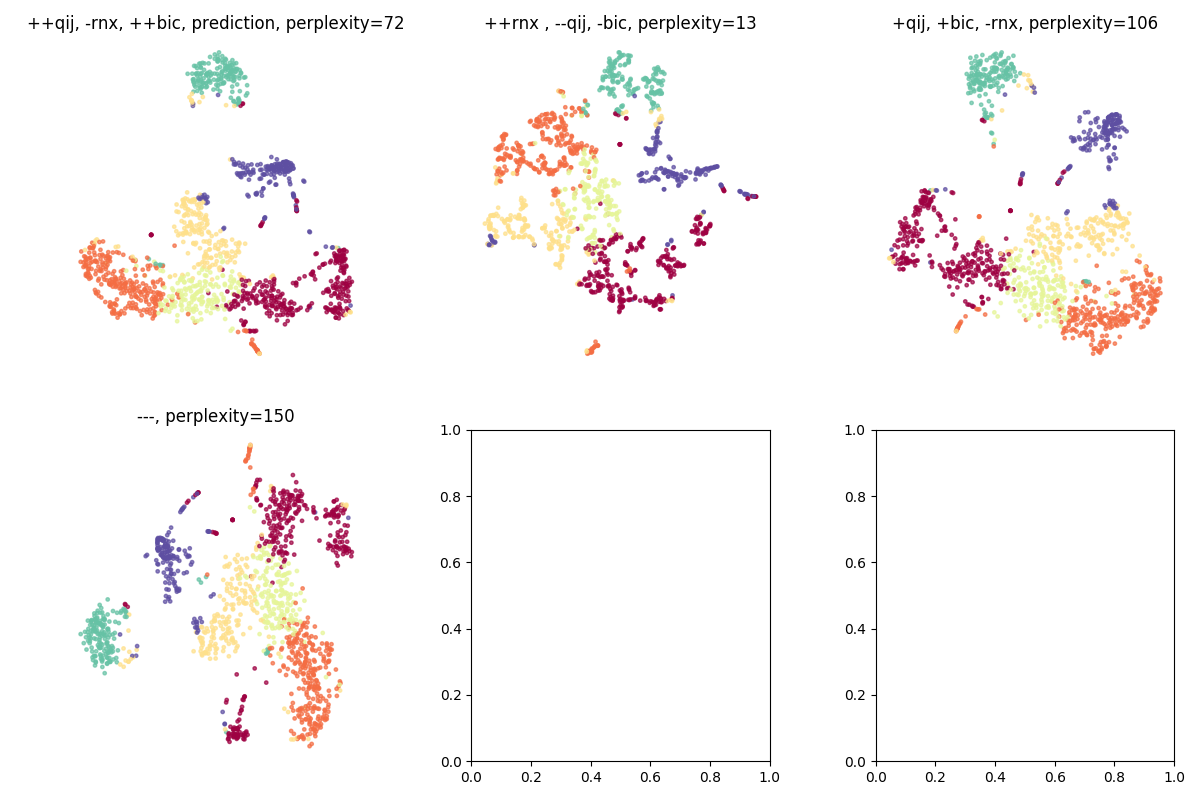 ++qij, -rnx, ++bic, prediction, perplexity=72
++rnx , --qij, -bic, perplexity=13
+qij, +bic, -rnx, perplexity=106
---, perplexity=150
1.0
0.8
0.6
0.4
0.2
0.0
0.0 0.2 0.4 0.6 0.8 1.0
1.0
0.8
0.6
0.4
0.2
0.0
0.0 0.2 0.4 0.6 0.8 1.0